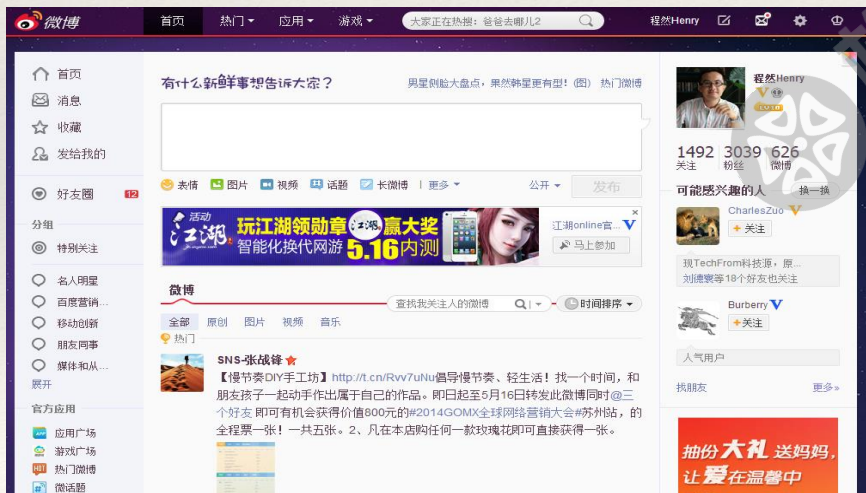 微博 首页 热门 应用 游戏 大家正在热搜：爸爸去哪儿2 程然Henry
首页
消息
收藏
发给我的
好友圈 12
分组
特别关注
名人明星
百度营销...
移动创新
朋友同事
媒体和从...
展开
官方应用
应用广场
游戏广场
热门微博
微话题
有什么新鲜事想告诉大家？ 男星侧脸大盘点，果然韩星更有型！(图) 热门微博
表情 图片 视频 话题 长微博 更多 公开 发布
活动
江湖 玩江湖领勋章 江湖 赢大奖
智能化换代网游 5.16内测
江湖online官... V
马上参加
微博 查找我关注人的微博 时间排序
全部 原创 图片 视频 音乐
热门
SNS-张战锋
【慢节奏DIY手工坊】http://t.cn/Rvv7uNu倡导慢节奏、轻生活！找一个时间，和
朋友孩子一起动手作出属于自己的作品。即日起至5月16日转发此微博同时@三
个好友 即可有机会获得价值800元的#2014GOMX全球网络营销大会#苏州站，的
全程票一张！一共五张。2、凡在本店购任何一款玫瑰花即可直接获得一张。
程然Henry
V
1492 3039 626
关注 粉丝 微博
可能感兴趣的人 换一换
CharlesZuo V
+ 关注
现TechFrom科技源，原...
刘德寰等18个好友也关注
Burberry V
+关注
人气用户
找朋友 更多»
抽份大礼 送妈妈，
让爱在温馨中